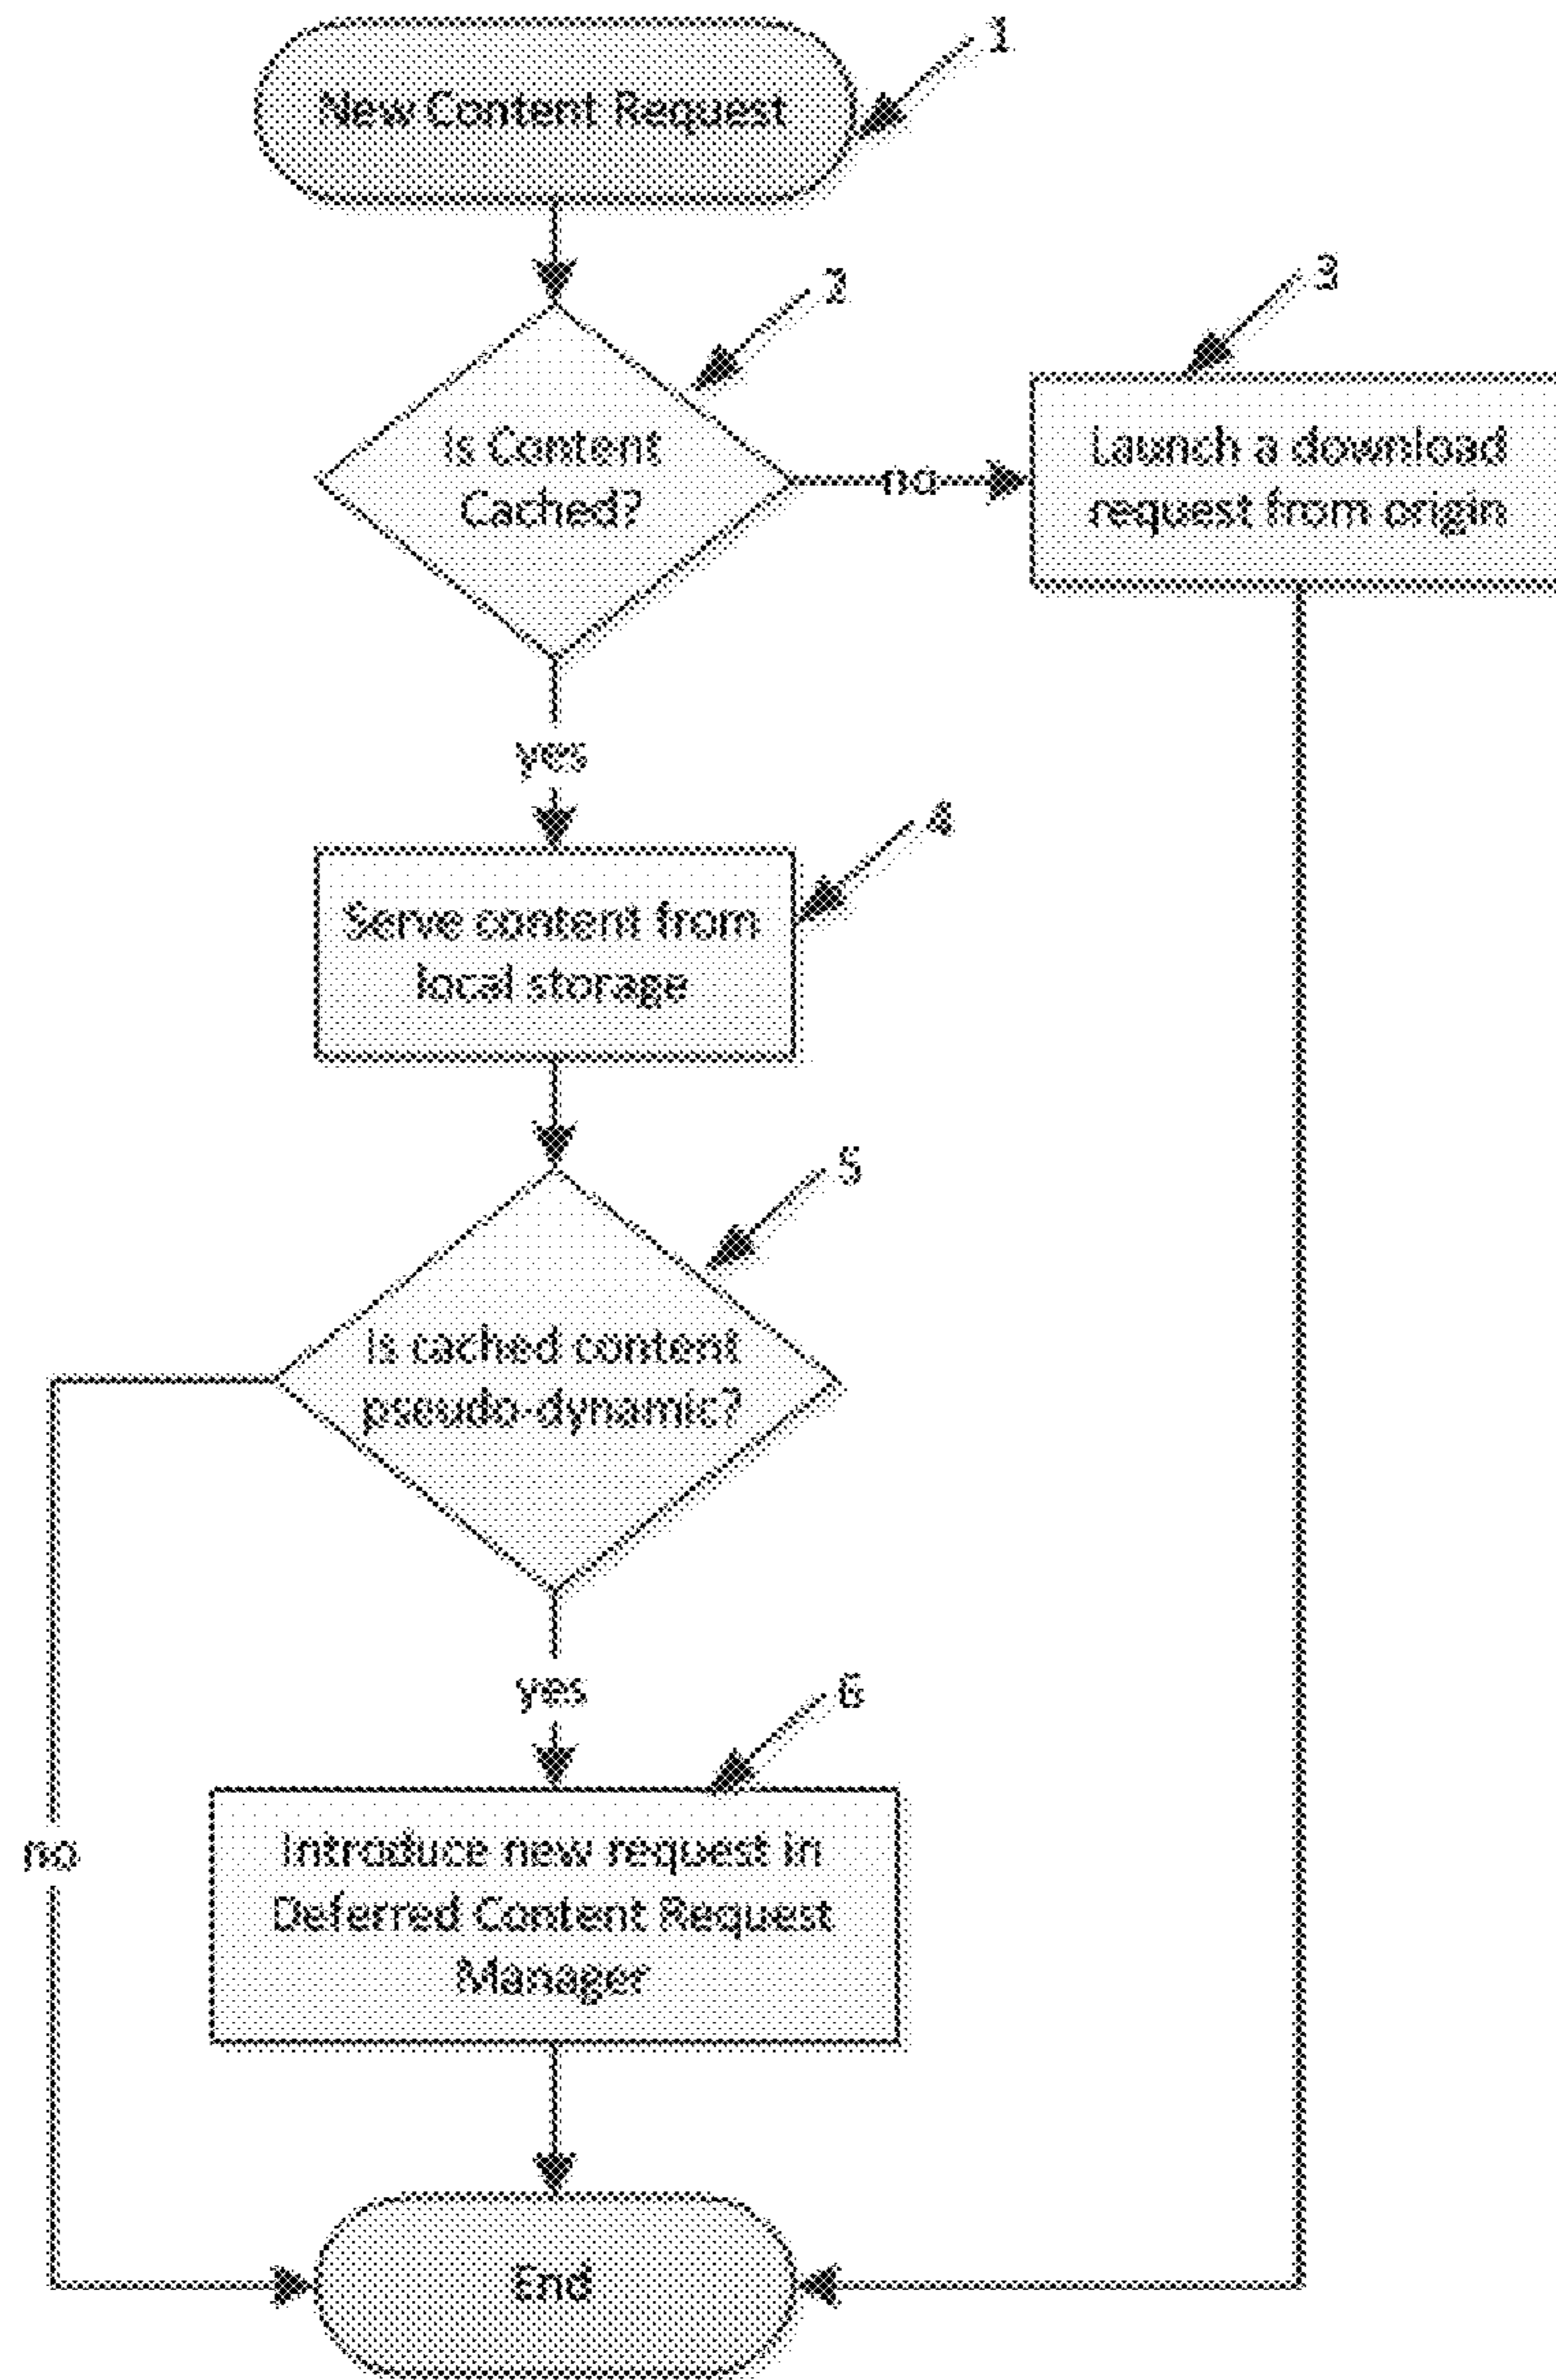 1
New Content Request
2
3
Is Content
Cached?
no
Launch a download
request from origin
yes
4
Serve content from
local storage
5
Is cached content
pseudo-dynamic?
yes
6
no
Introduce new request in
Deferred Content Request
Manager
End